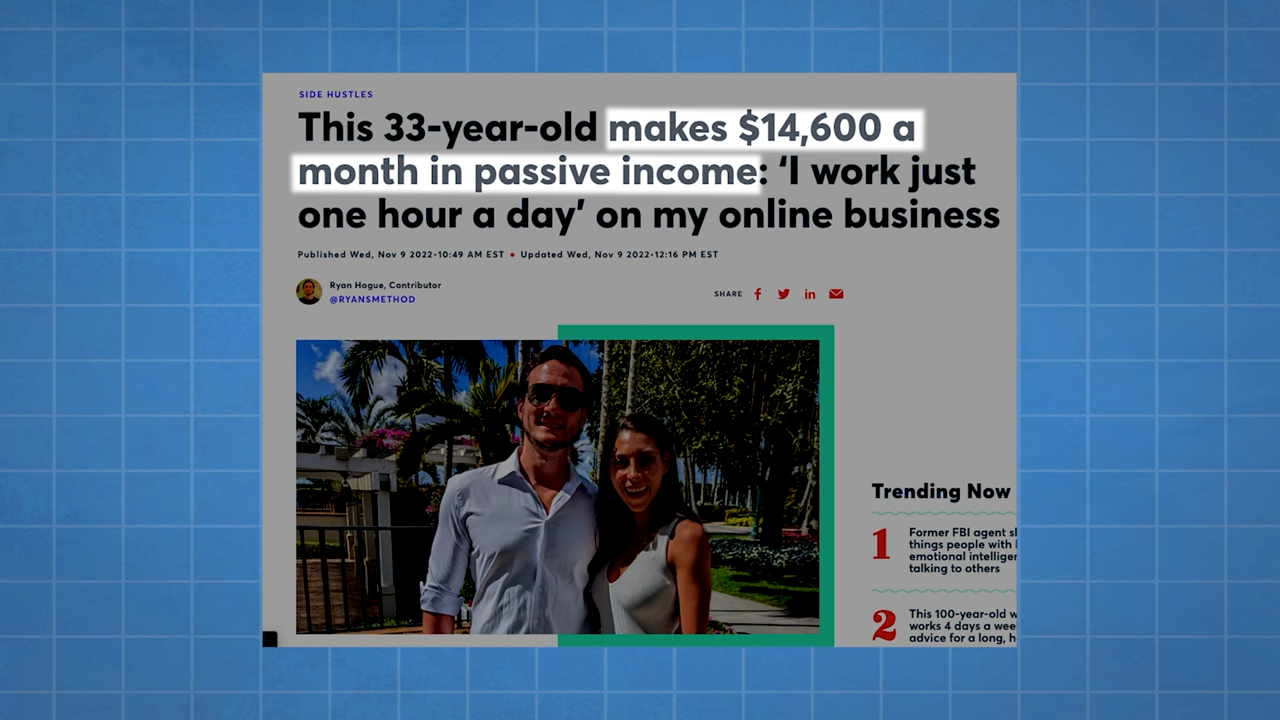 SIDE HUSTLES
This 33-year-old makes $14,600 a
month in passive income: ‘I work just
one hour a day’ on my online business
Published Wed, Nov 9 2022•10:49 AM EST • Updated Wed, Nov 9 2022•12:16 PM EST
Ryan Hogue, Contributor
@RYANSMETHOD
SHARE
Trending Now
1
Former FBI agent
things people with
emotional
talking to others
2
This 100-year-old
works 4 days a
advice for a long,